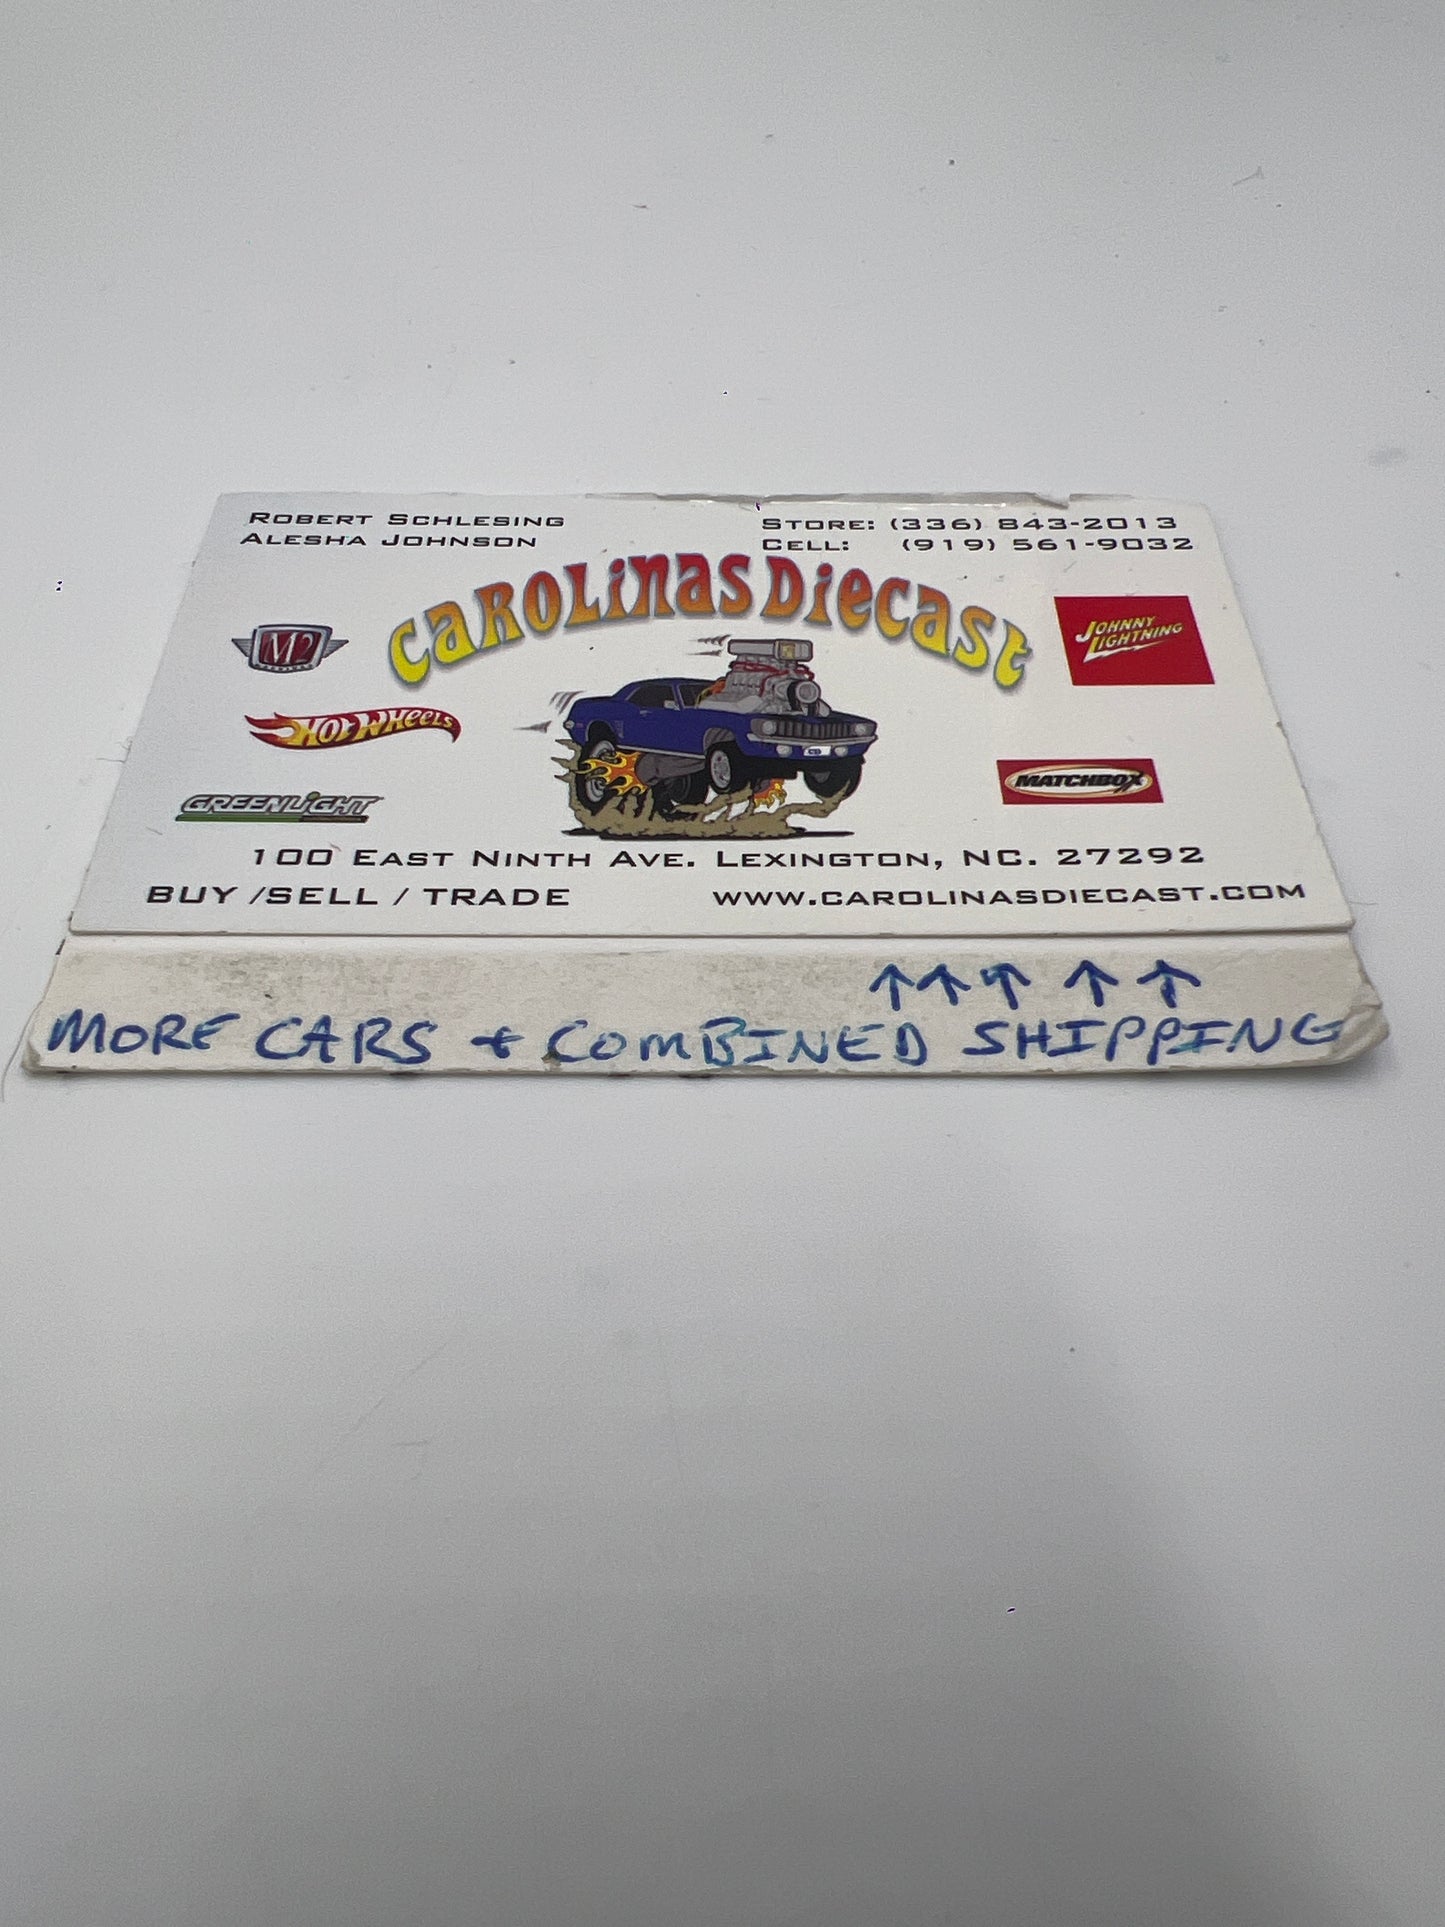 ROBERT SCHLESING
ALESHA JOHNSON
STORE: (336) 843-2013
CELL: (919) 561-9032
CAROLINAS DIECAST
M2
JOHNNY
LIGHTNING
HOT WHEELS
MATCHBOX
GREENLIGHT
100 EAST NINTH AVE. LEXINGTON, NC. 27292
BUY /SELL / TRADE
WWW.CAROLINASDIECAST.COM
↑↑↑↑↑
MORE CARS + COMBINED SHIPPING